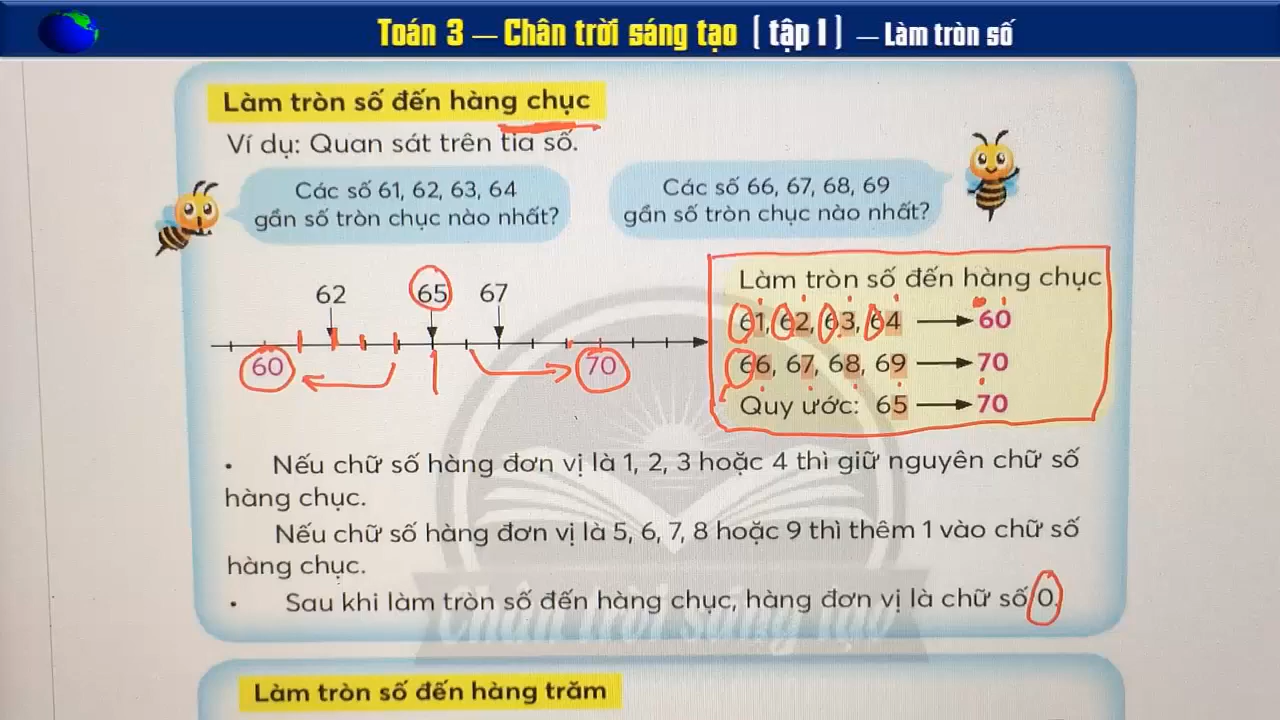 Toán 3 — Chân trời sáng tạo ( tập 1 ) — Làm tròn số
Làm tròn số đến hàng chục
Ví dụ: Quan sát trên tia số.
Các số 61, 62, 63, 64
gần số tròn chục nào nhất?
Các số 66, 67, 68, 69
gần số tròn chục nào nhất?
62 65 67
60 70
Làm tròn số đến hàng chục
61, 62, 63, 64 → 60
66, 67, 68, 69 → 70
Quy ước: 65 → 70
• Nếu chữ số hàng đơn vị là 1, 2, 3 hoặc 4 thì giữ nguyên chữ số
hàng chục.
Nếu chữ số hàng đơn vị là 5, 6, 7, 8 hoặc 9 thì thêm 1 vào chữ số
hàng chục.
• Sau khi làm tròn số đến hàng chục, hàng đơn vị là chữ số 0.
Chân trời sáng tạo
Làm tròn số đến hàng trăm